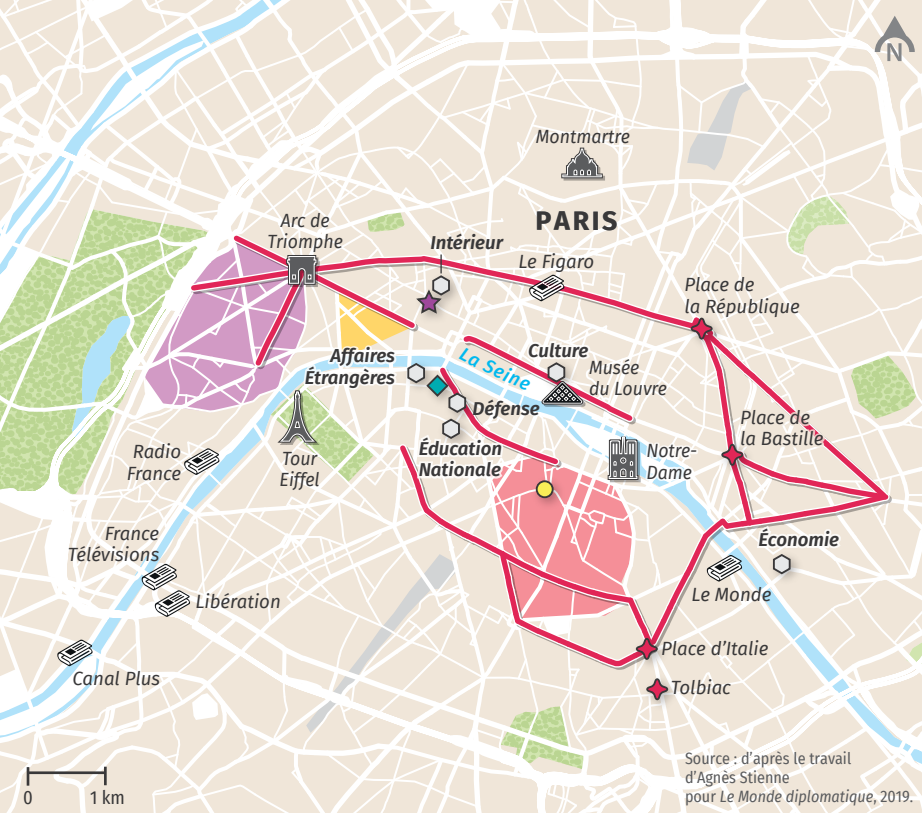 N
Montmartre
PARIS
Arc de
Triomphe
Intérieur
Le Figaro
Place de
la République
Affaires
Étrangères
La Seine
Culture
Musée
du Louvre
Défense
Place de
la Bastille
Éducation
Nationale
Notre-
Dame
Radio
France
Tour
Eiffel
France
Télévisions
Économie
Libération
Le Monde
Canal Plus
Place d'Italie
Tolbiac
0 1 km
Source : d'après le travail
d'Agnès Stienne
pour Le Monde diplomatique, 2019.